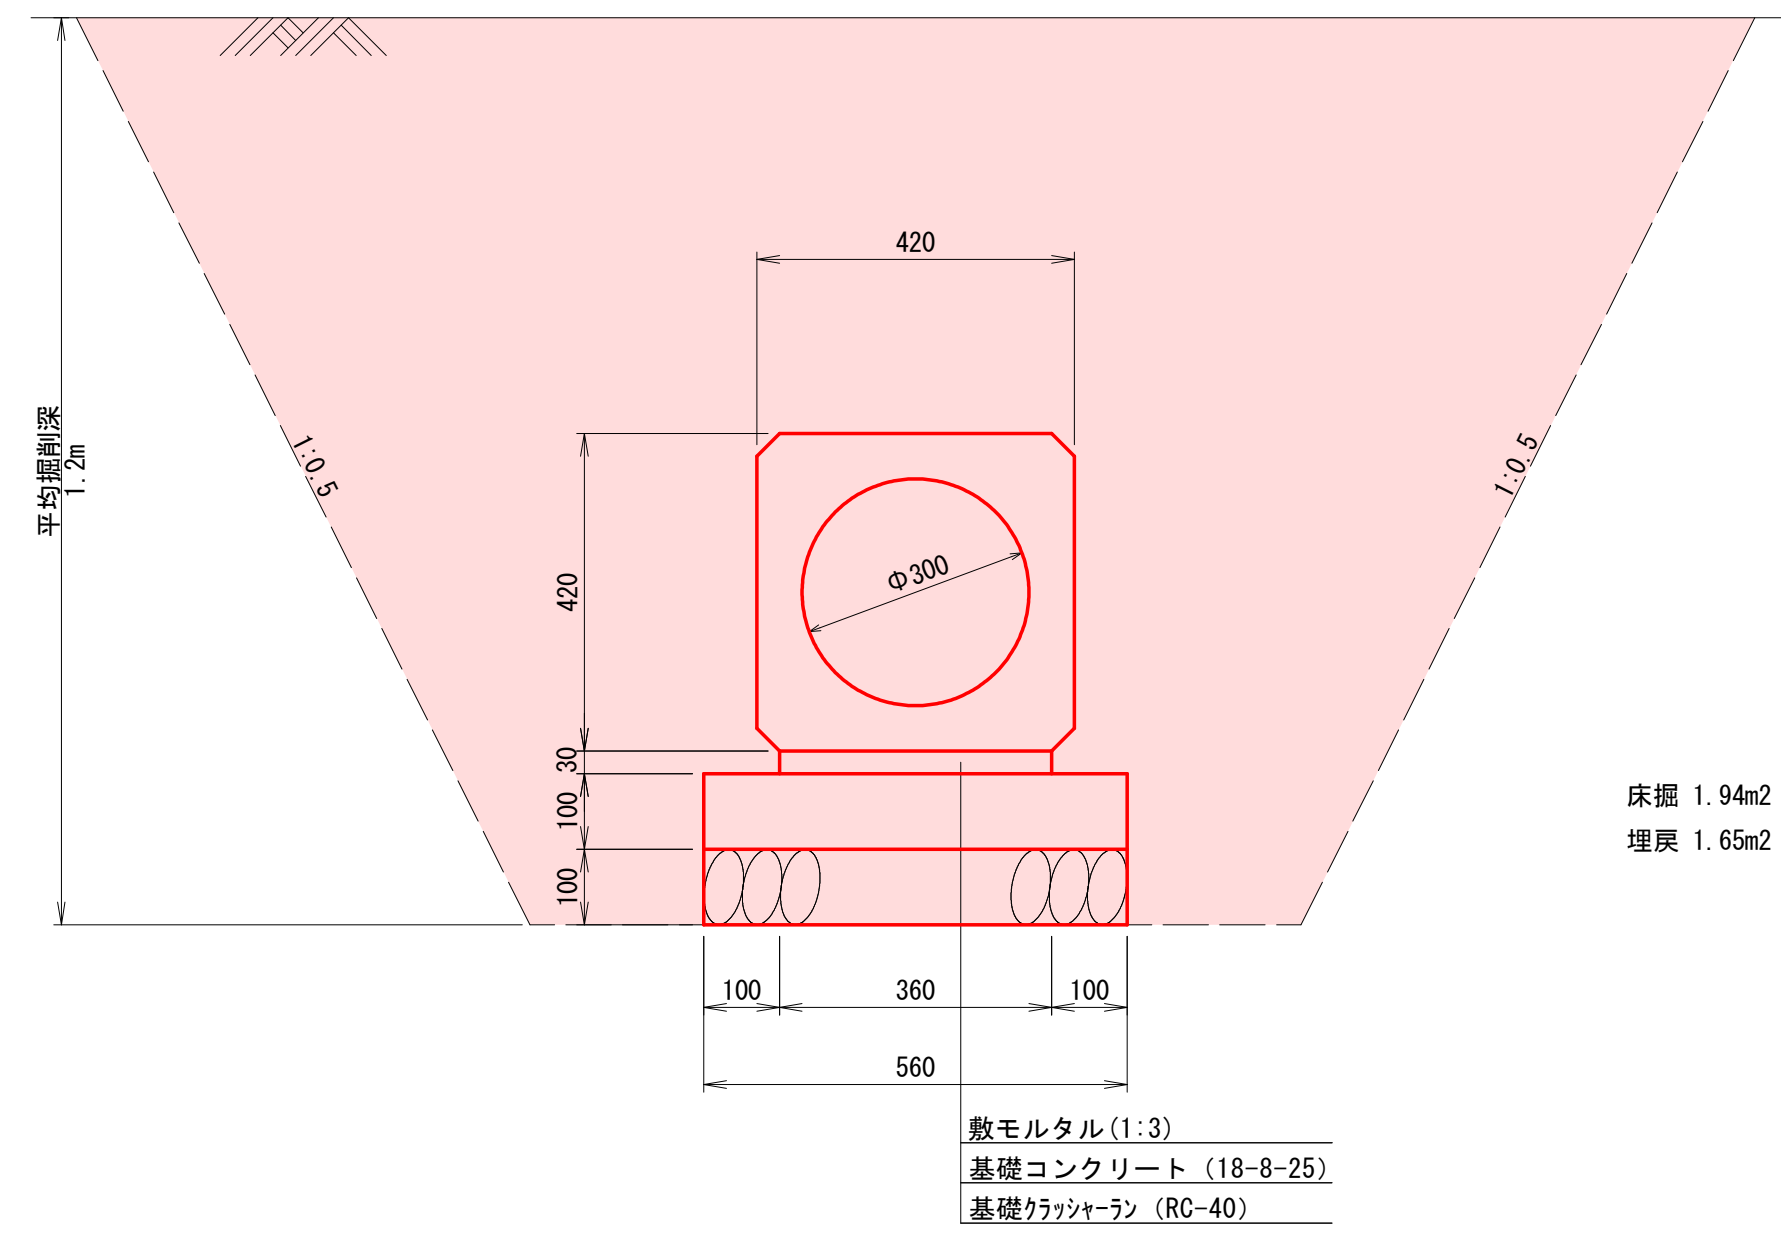 420
平均掘削深
1.2m
1:0.5
1:0.5
Φ300
420
30
100
100
床掘 1.94m2
埋戻 1.65m2
100
360
100
560
敷モルタル(1:3)
基礎コンクリート (18-8-25)
基礎ｸﾗｯｼｬｰﾗﾝ (RC-40)